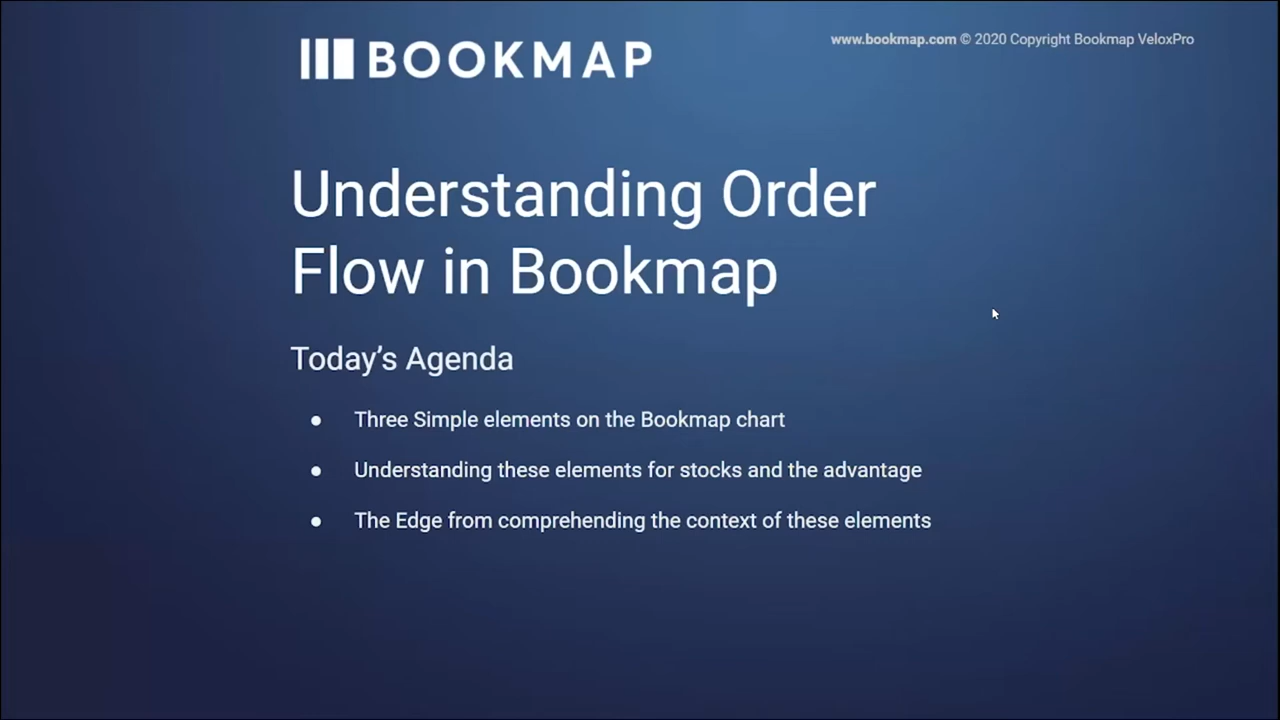 BOOKMAP
www.bookmap.com © 2020 Copyright Bookmap VeloxPro
Understanding Order
Flow in Bookmap
Today’s Agenda
● Three Simple elements on the Bookmap chart
● Understanding these elements for stocks and the advantage
● The Edge from comprehending the context of these elements